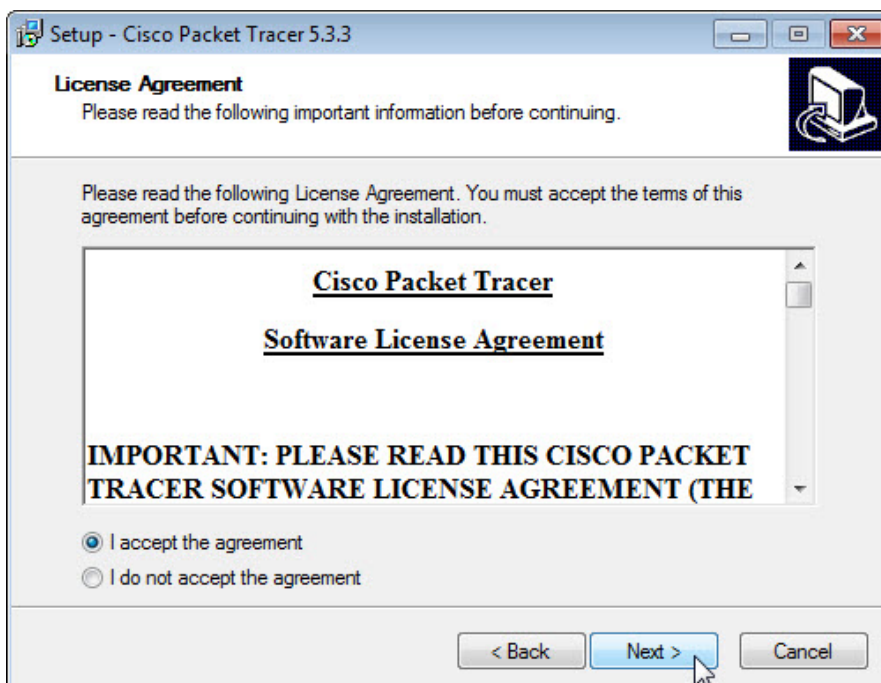 Setup - Cisco Packet Tracer 5.3.3
License Agreement
Please read the following important information before continuing.
Please read the following License Agreement. You must accept the terms of this
agreement before continuing with the installation.
Cisco Packet Tracer
Software License Agreement
IMPORTANT: PLEASE READ THIS CISCO PACKET
TRACER SOFTWARE LICENSE AGREEMENT (THE
I accept the agreement
I do not accept the agreement
< Back Next > Cancel